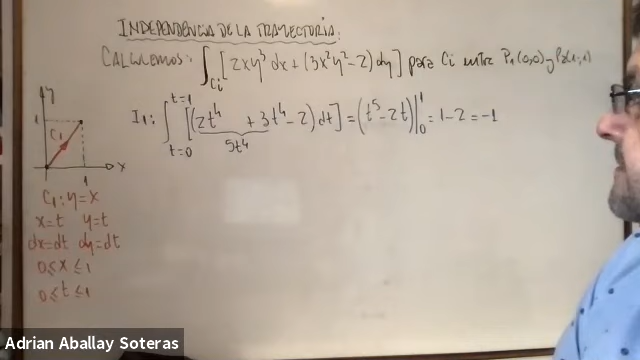 INDEPENDENCIA DE LA TRAYECTORIA:
CALCULEMOS: ∫Ci [2xy³ dx + (3x²y²-2) dy] para Ci entre P₁(0,0) y P₂(1,1)
I₁: ∫ t=0 t=1 [(2t⁴ + 3t⁴ - 2) dt] = (t⁵ - 2t)|₀¹ = 1 - 2 = -1
5t⁴
y
1
C₁
x
1
C₁: y = x
x = t y = t
dx = dt dy = dt
0 ≤ x ≤ 1
0 ≤ t ≤ 1
Adrian Aballay Soteras